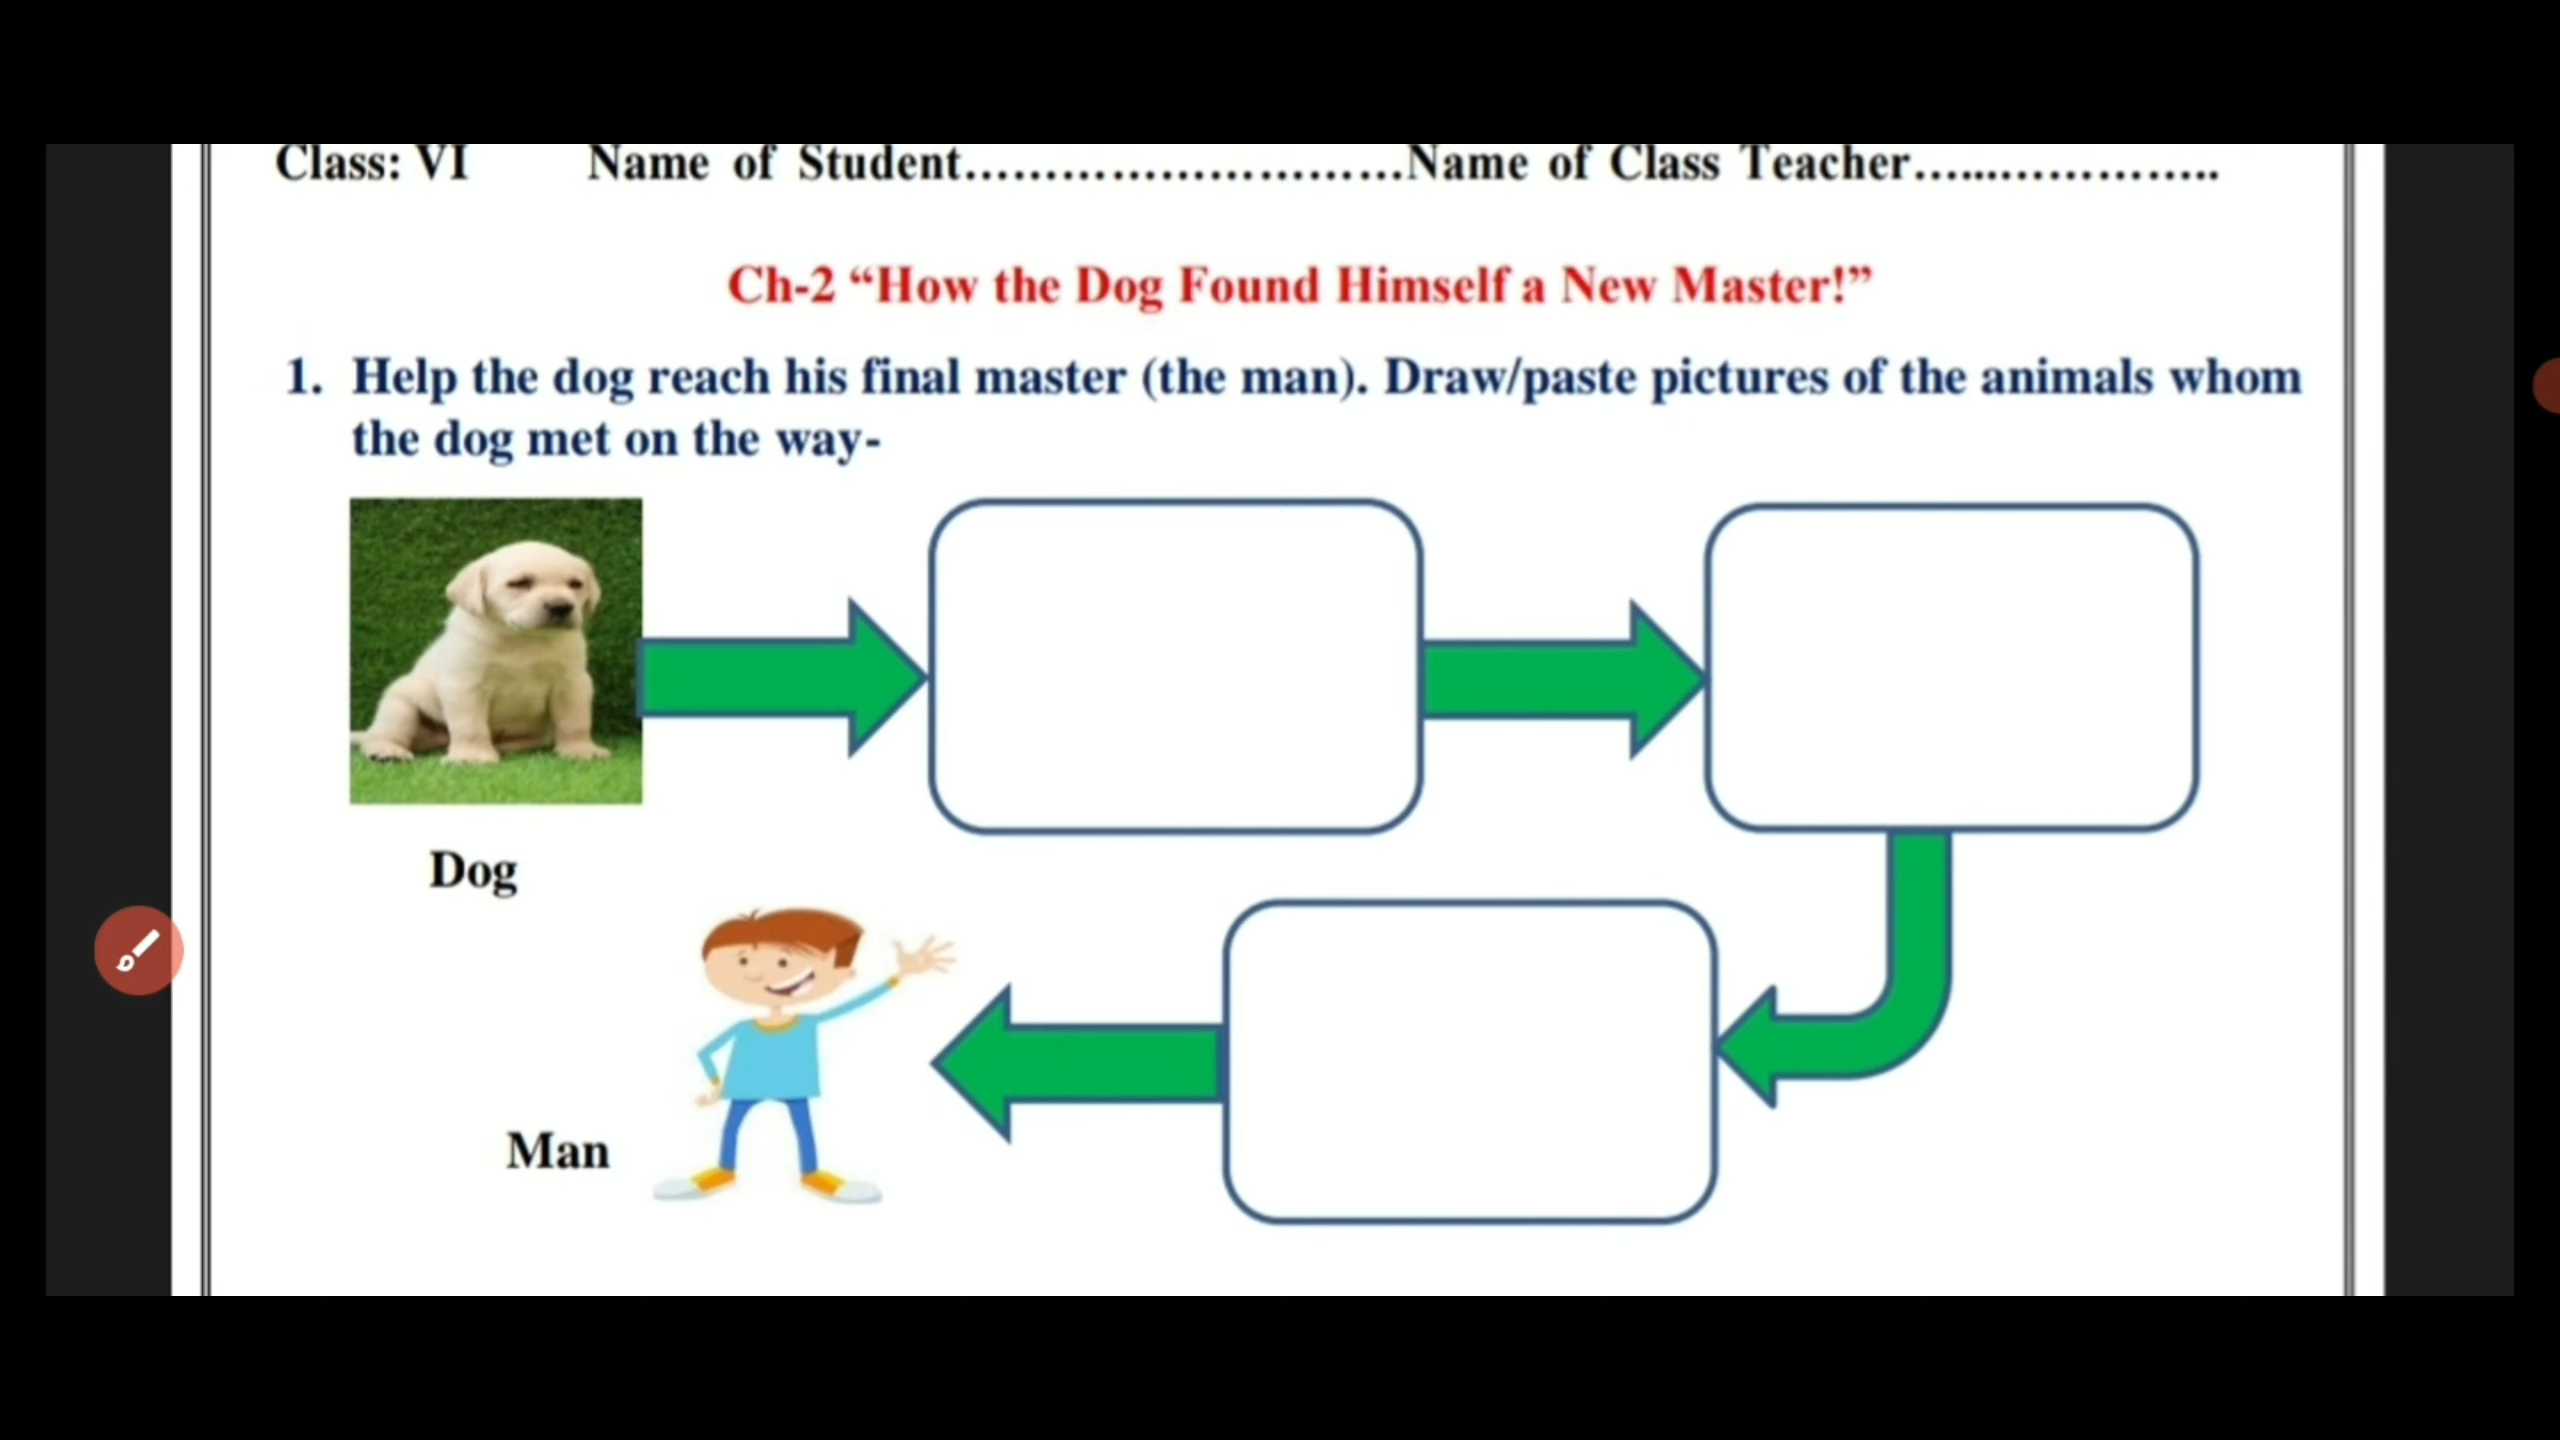 Class: VI Name of Student..............................Name of Class Teacher.....................
Ch-2 “How the Dog Found Himself a New Master!”
1. Help the dog reach his final master (the man). Draw/paste pictures of the animals whom
the dog met on the way-
Dog
Man